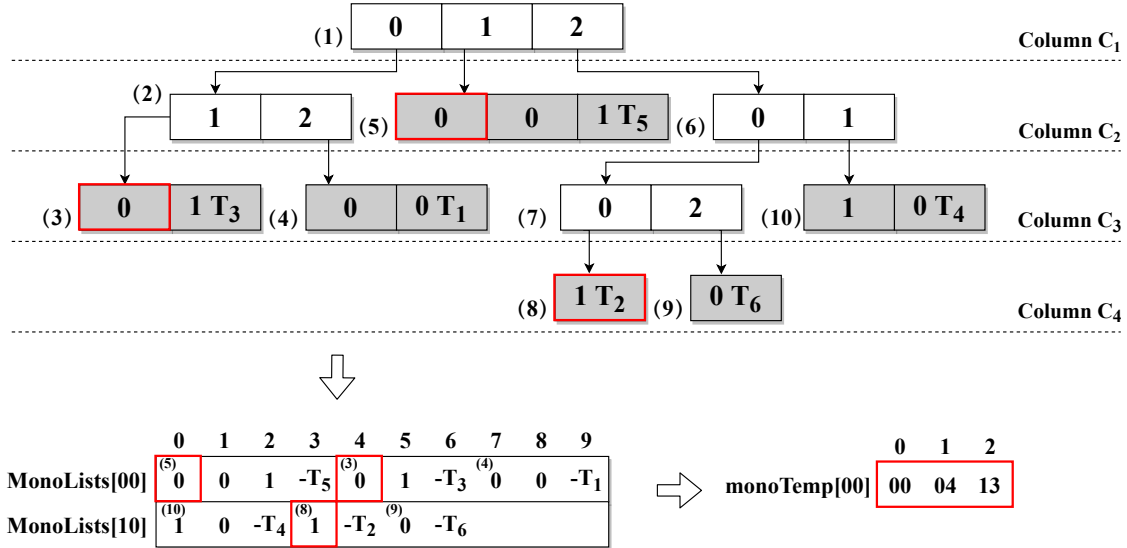 (1) 0 1 2
Column C1
(2) 1 2 (5) 0 0 1 T5 (6) 0 1
Column C2
(3) 0 1 T3 (4) 0 0 T1 (7) 0 2 (10) 1 0 T4
Column C3
(8) 1 T2 (9) 0 T6
Column C4
0 1 2 3 4 5 6 7 8 9
MonoLists[00] (5) 0 0 1 -T5 (3) 0 1 -T3 (4) 0 0 -T1
MonoLists[10] (10) 1 0 -T4 (8) 1 -T2 (9) 0 -T6
0 1 2
monoTemp[00] 00 04 13